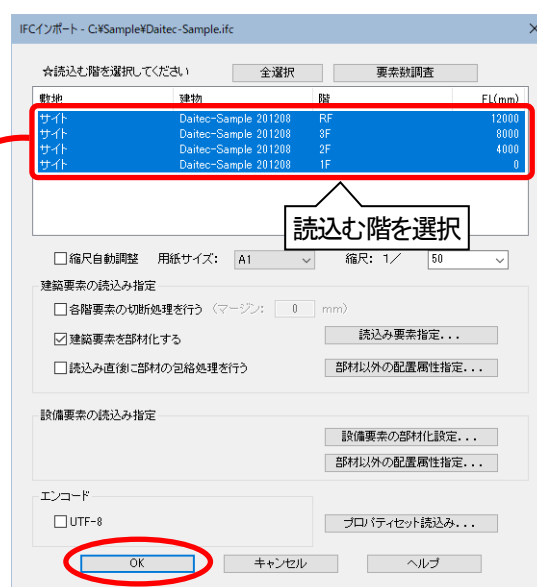 IFCインポート - C:¥Sample¥Daitec-Sample.ifc
☆読込む階を選択してください 全選択 要素数調査
敷地 建物 階 FL(mm)
サイト Daitec-Sample 201208 RF 12000
サイト Daitec-Sample 201208 3F 8000
サイト Daitec-Sample 201208 2F 4000
サイト Daitec-Sample 201208 1F 0
読込む階を選択
縮尺自動調整 用紙サイズ: A1 縮尺: 1/ 50
建築要素の読込み指定
各階要素の切断処理を行う (マージン: 0 mm)
建築要素を部材化する 読込み要素指定...
読込み直後に部材の包絡処理を行う 部材以外の配置属性指定...
設備要素の読込み指定
設備要素の部材化設定...
部材以外の配置属性指定...
エンコード
UTF-8 プロパティセット読込み...
OK キャンセル ヘルプ